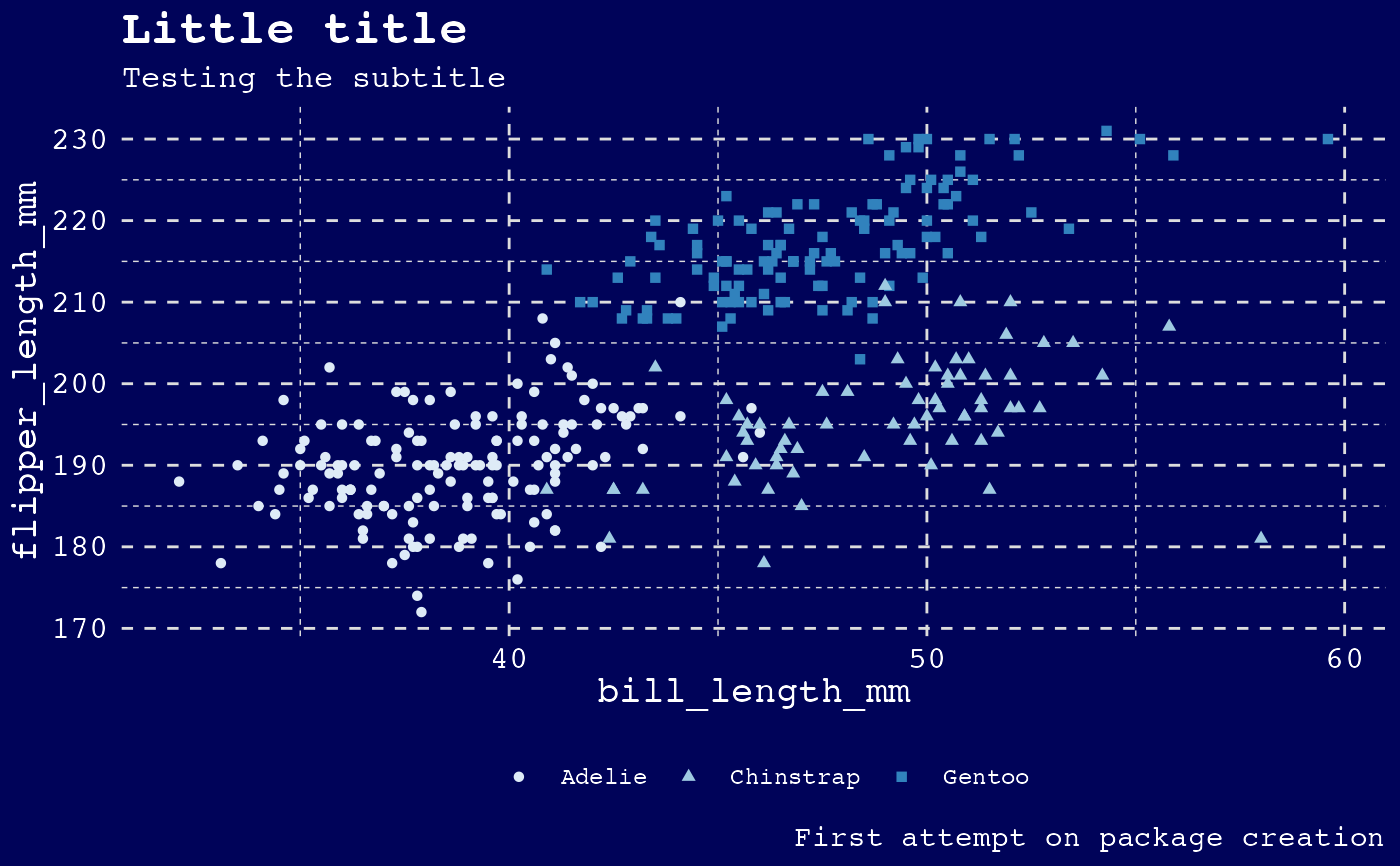 Little title
Testing the subtitle
flipper_length_mm
230
220
210
200
190
180
170
40 50 60
bill_length_mm
Adelie Chinstrap Gentoo
First attempt on package creation